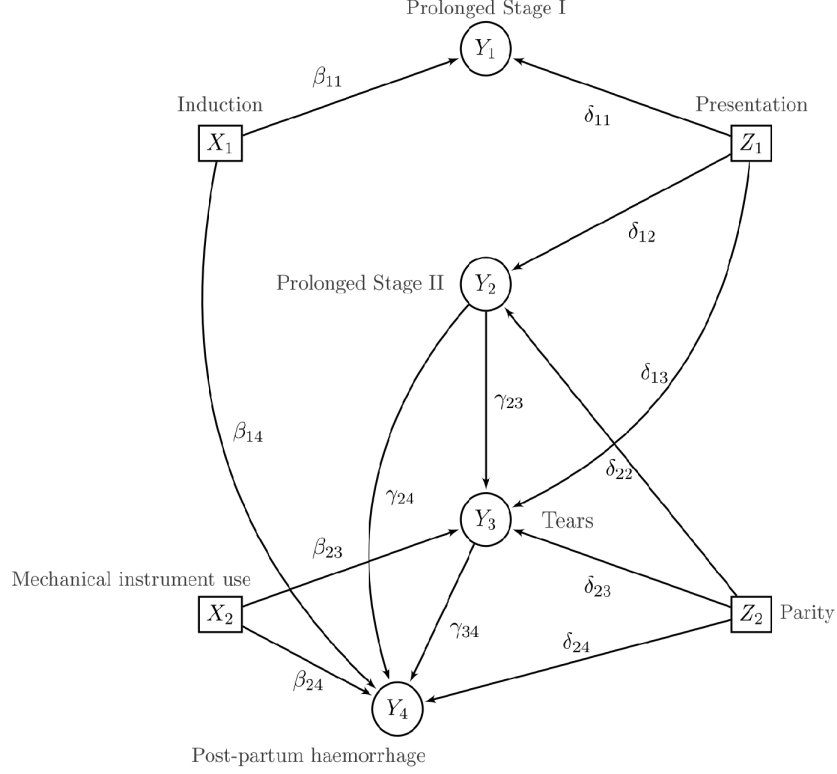 Prolonged Stage I
Y₁
β₁₁
δ₁₁
Induction
X₁
Presentation
Z₁
δ₁₂
Prolonged Stage II
Y₂
δ₁₃
γ₂₃
β₁₄
δ₂₂
γ₂₄
Y₃
Tears
β₂₃
Mechanical instrument use
X₂
δ₂₃
Z₂
Parity
γ₃₄
δ₂₄
β₂₄
Y₄
Post-partum haemorrhage